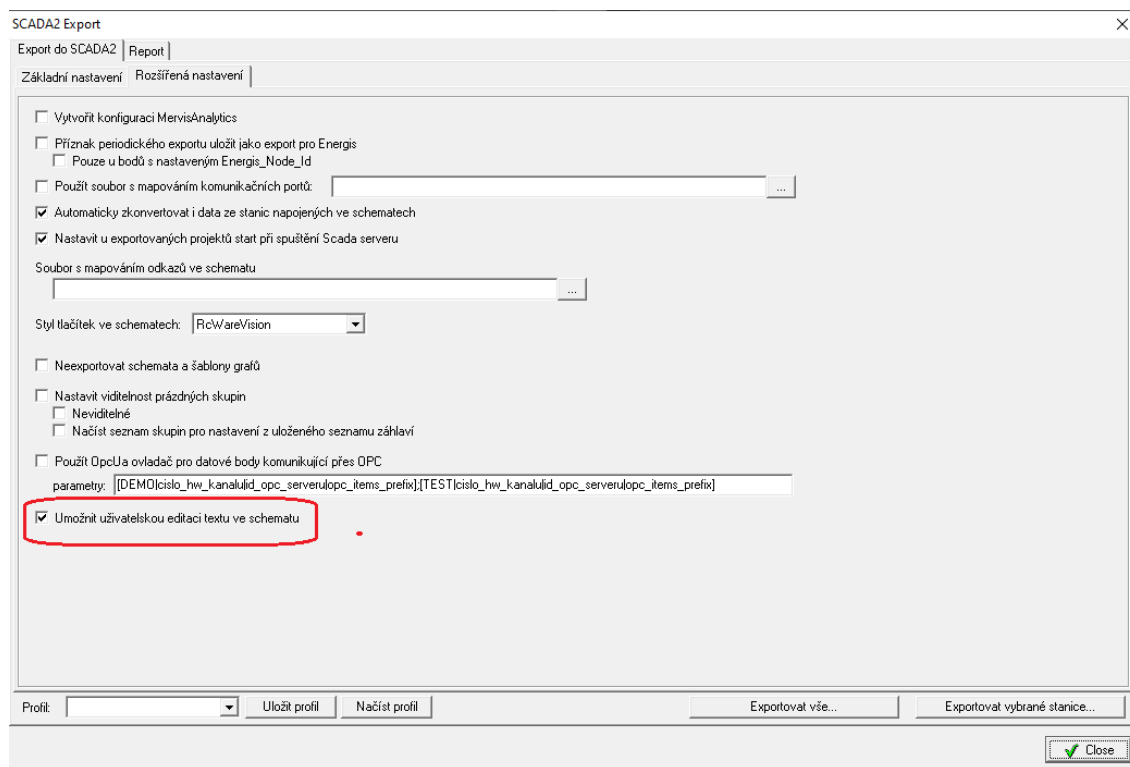 SCADA2 Export
Export do SCADA2 Report
Základní nastavení Rozšířená nastavení
Vytvořit konfiguraci MervisAnalytics
Příznak periodického exportu uložit jako export pro Energis
Pouze u bodů s nastaveným Energis_Node_Id
Použít soubor s mapováním komunikačních portů: ...
Automaticky zkonvertovat i data ze stanic napojených ve schematech
Nastavit u exportovaných projektů start při spuštění Scada serveru
Soubor s mapováním odkazů ve schematu
...
Styl tlačítek ve schematech: RcWareVision
Neexportovat schemata a šablony grafů
Nastavit viditelnost prázdných skupin
Neviditelné
Načíst seznam skupin pro nastavení z uloženého seznamu záhlaví
Použít OpcUa ovladač pro datové body komunikující přes OPC
parametry: [DEMO|cislo_hw_kanalu|id_opc_serveru|opc_items_prefix];[TEST|cislo_hw_kanalu|id_opc_serveru|opc_items_prefix]
Umožnit uživatelskou editaci textu ve schematu
Profil: Uložit profil Načíst profil Exportovat vše... Exportovat vybrané stanice...
Close